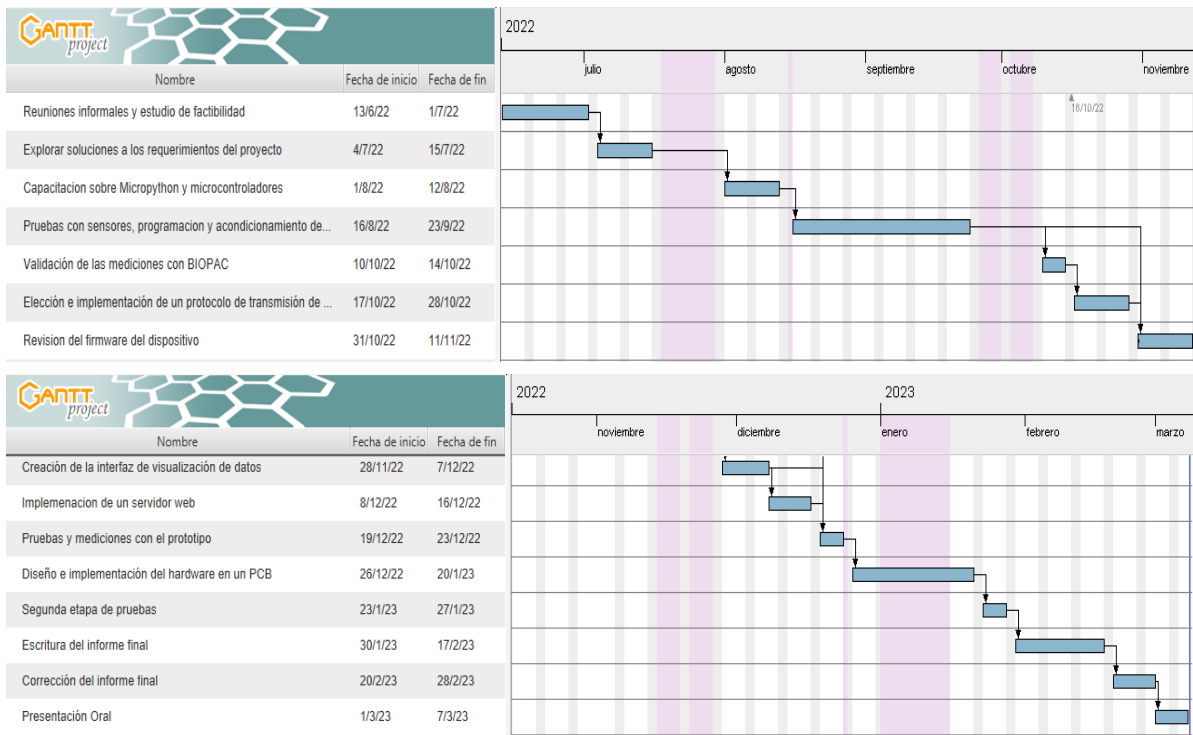 GANTT project
2022
julio agosto septiembre octubre noviembre
16/10/22
Nombre Fecha de inicio Fecha de fin
Reuniones informales y estudio de factibilidad 13/6/22 1/7/22
Explorar soluciones a los requerimientos del proyecto 4/7/22 15/7/22
Capacitacion sobre Micropython y microcontroladores 1/8/22 12/8/22
Pruebas con sensores, programacion y acondicionamiento de... 16/8/22 23/9/22
Validación de las mediciones con BIOPAC 10/10/22 14/10/22
Elección e implementación de un protocolo de transmisión de ... 17/10/22 28/10/22
Revision del firmware del dispositivo 31/10/22 11/11/22
GANTT project
2022 2023
noviembre diciembre enero febrero marzo
Nombre Fecha de inicio Fecha de fin
Creación de la interfaz de visualización de datos 28/11/22 7/12/22
Implemenacion de un servidor web 8/12/22 16/12/22
Pruebas y mediciones con el prototipo 19/12/22 23/12/22
Diseño e implementación del hardware en un PCB 26/12/22 20/1/23
Segunda etapa de pruebas 23/1/23 27/1/23
Escritura del informe final 30/1/23 17/2/23
Corrección del informe final 20/2/23 28/2/23
Presentación Oral 1/3/23 7/3/23